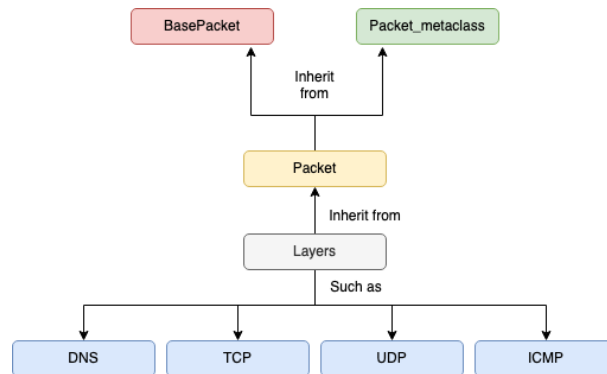 BasePacket
Packet_metaclass
Inherit
from
Packet
Inherit from
Layers
Such as
DNS
TCP
UDP
ICMP